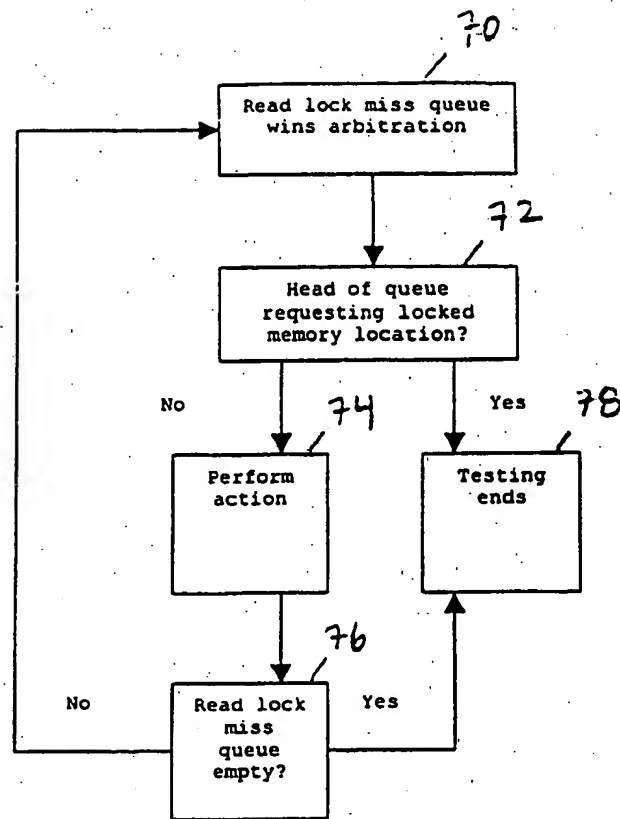 70
Read lock miss queue
wins arbitration
72
Head of queue
requesting locked
memory location?
No
74
Yes
78
Perform
action
Testing
ends
76
No
Read lock
miss
queue
empty?
Yes